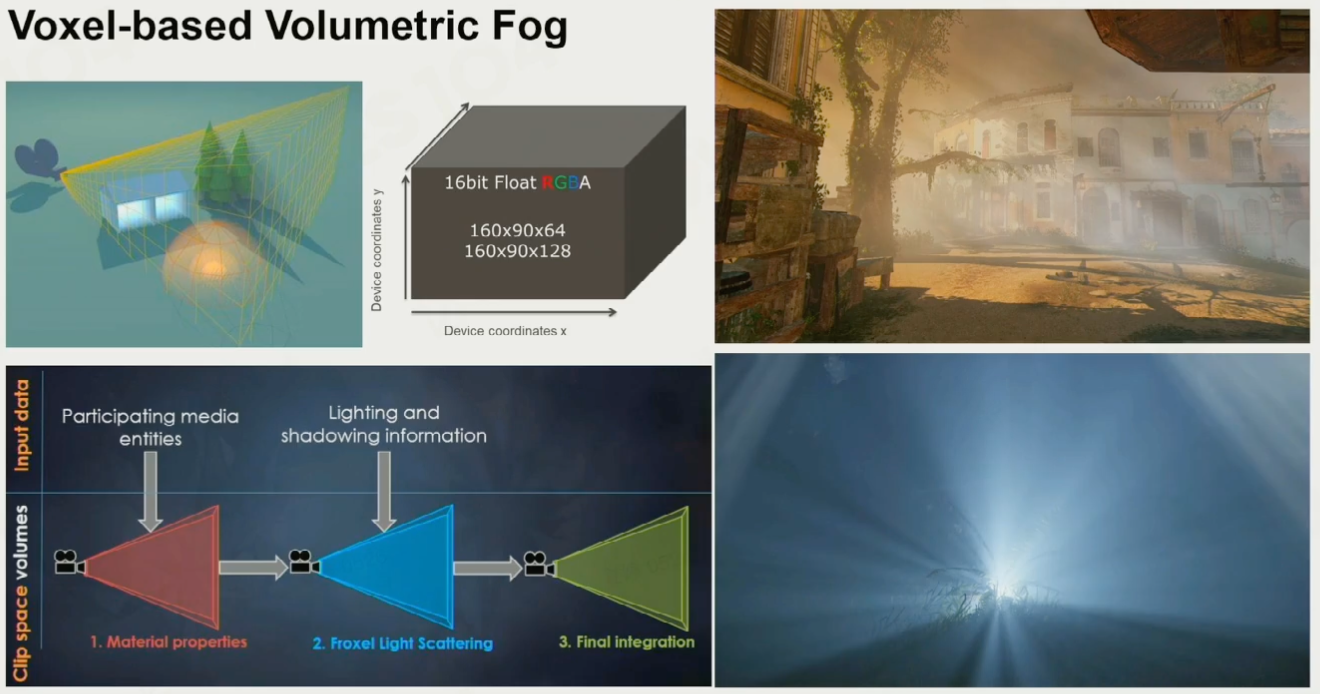 Voxel-based Volumetric Fog
16bit Float RGBA
160x90x64
160x90x128
Device coordinates y
Device coordinates x
Input data
Participating media
entities
Lighting and
shadowing information
Clip space volumes
1. Material properties
2. Froxel Light Scattering
3. Final integration